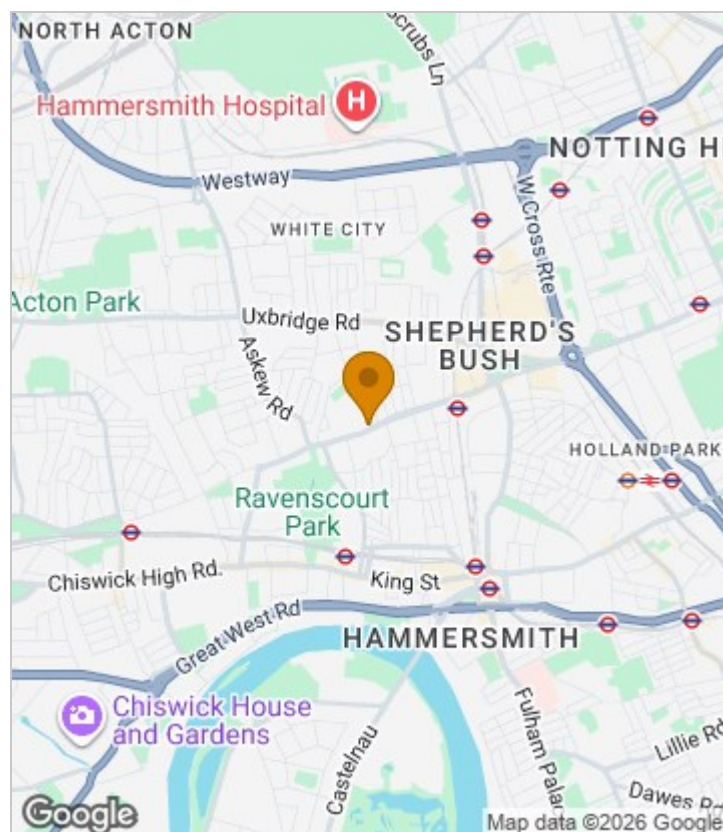 NORTH ACTON
Scrubs Ln
Hammersmith Hospital
H
NOTTING H
Westway
W Cross Rte
WHITE CITY
Acton Park
Uxbridge Rd
SHEPHERD'S
BUSH
Askew Rd
HOLLAND PARK
Ravenscourt
Park
Chiswick High Rd.
King St
Great West Rd
HAMMERSMITH
Chiswick House
and Gardens
Castelnau
Fulham Palac
Lillie Rd
Dawes Rd
Google
Map data ©2026 Google